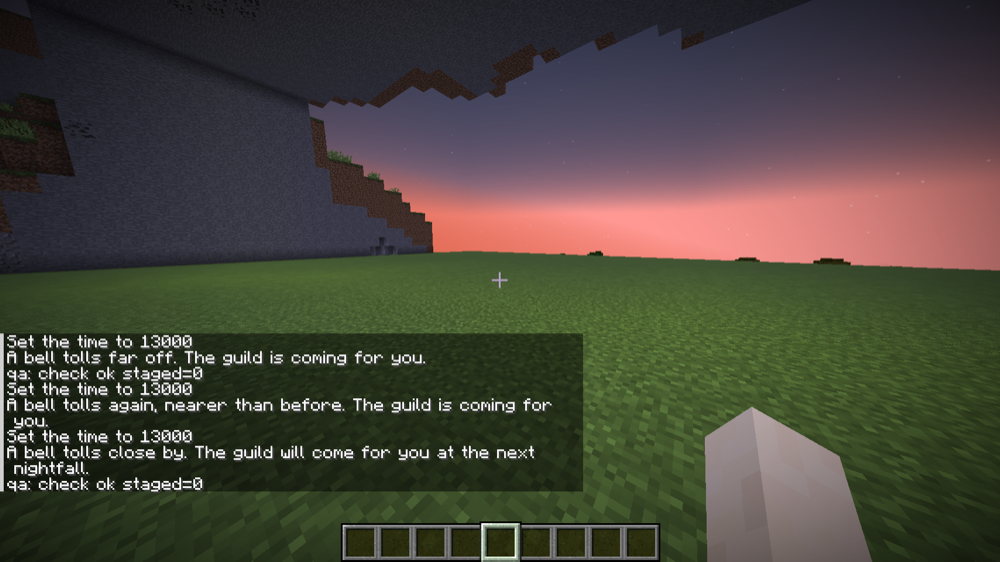 Set the time to 13000
A bell tolls far off. The guild is coming for you.
qa: check ok staged=0
Set the time to 13000
A bell tolls again, nearer than before. The guild is coming for
you.
Set the time to 13000
A bell tolls close by. The guild will come for you at the next
nightfall.
qa: check ok staged=0